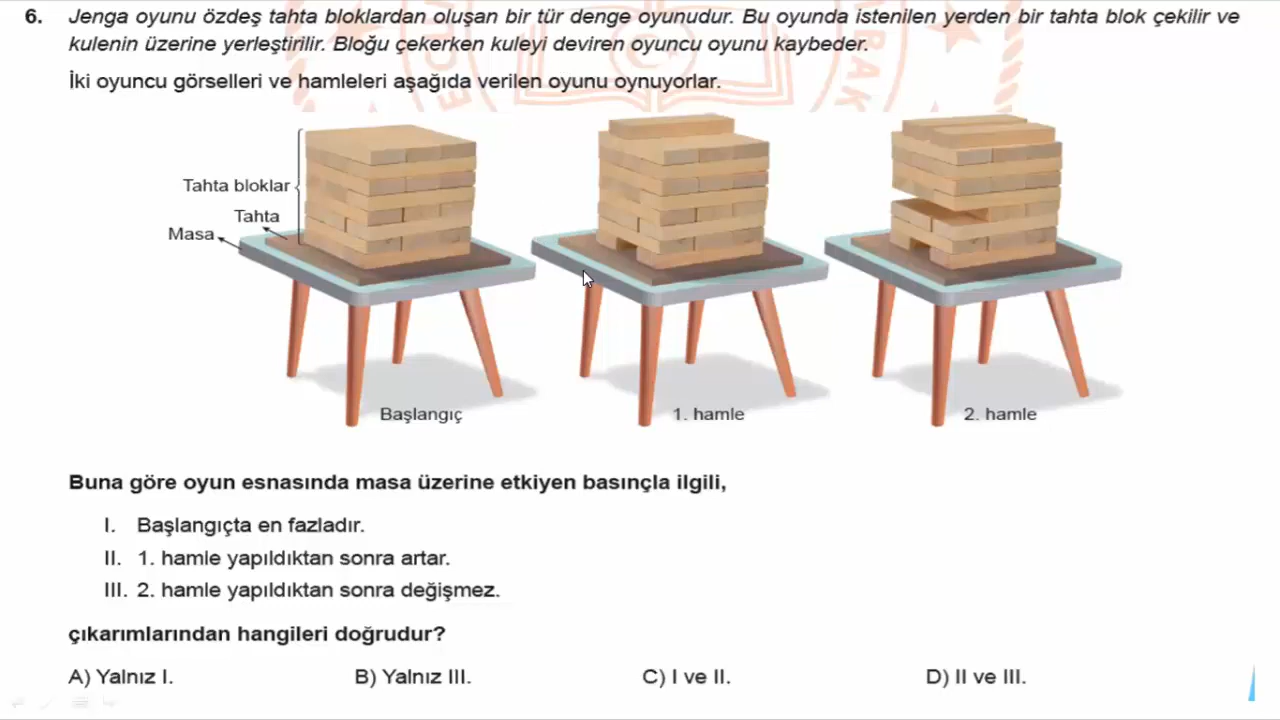 6. Jenga oyunu özdeş tahta bloklardan oluşan bir tür denge oyunudur. Bu oyunda istenilen yerden bir tahta blok çekilir ve
kulenin üzerine yerleştirilir. Bloğu çekerken kuleyi deviren oyuncu oyunu kaybeder.
İki oyuncu görselleri ve hamleleri aşağıda verilen oyunu oynuyorlar.
Tahta bloklar
Tahta
Masa
Başlangıç
1. hamle
2. hamle
Buna göre oyun esnasında masa üzerine etkiyen basınçla ilgili,
I. Başlangıçta en fazladır.
II. 1. hamle yapıldıktan sonra artar.
III. 2. hamle yapıldıktan sonra değişmez.
çıkarımlarından hangileri doğrudur?
A) Yalnız I. B) Yalnız III. C) I ve II. D) II ve III.